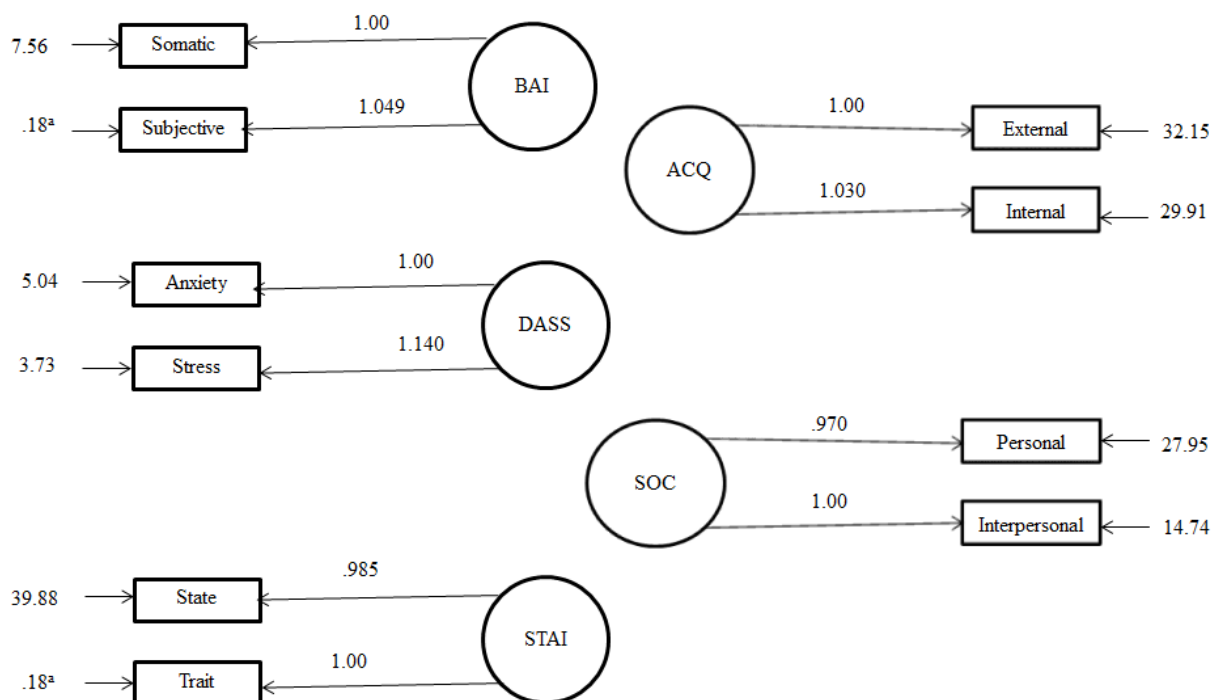 1.00
7.56
Somatic
BAI
1.049
.18ª
Subjective
1.00
External
32.15
ACQ
1.030
Internal
29.91
1.00
5.04
Anxiety
DASS
1.140
3.73
Stress
.970
Personal
27.95
SOC
1.00
Interpersonal
14.74
.985
39.88
State
STAI
1.00
.18ª
Trait